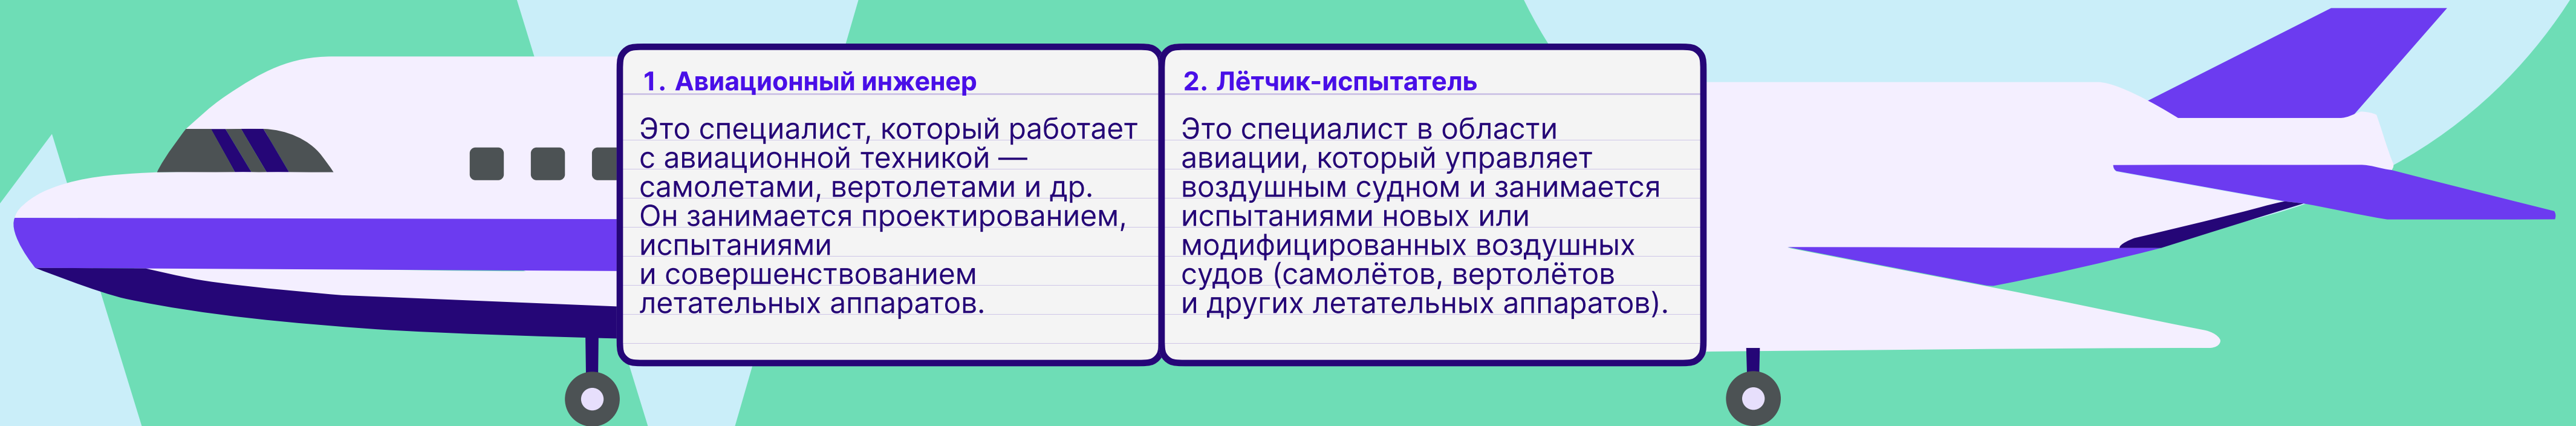 1. Авиационный инженер
Это специалист, который работает
с авиационной техникой —
самолетами, вертолетами и др.
Он занимается проектированием,
испытаниями
и совершенствованием
летательных аппаратов.
2. Лётчик-испытатель
Это специалист в области
авиации, который управляет
воздушным судном и занимается
испытаниями новых или
модифицированных воздушных
судов (самолётов, вертолётов
и других летательных аппаратов).